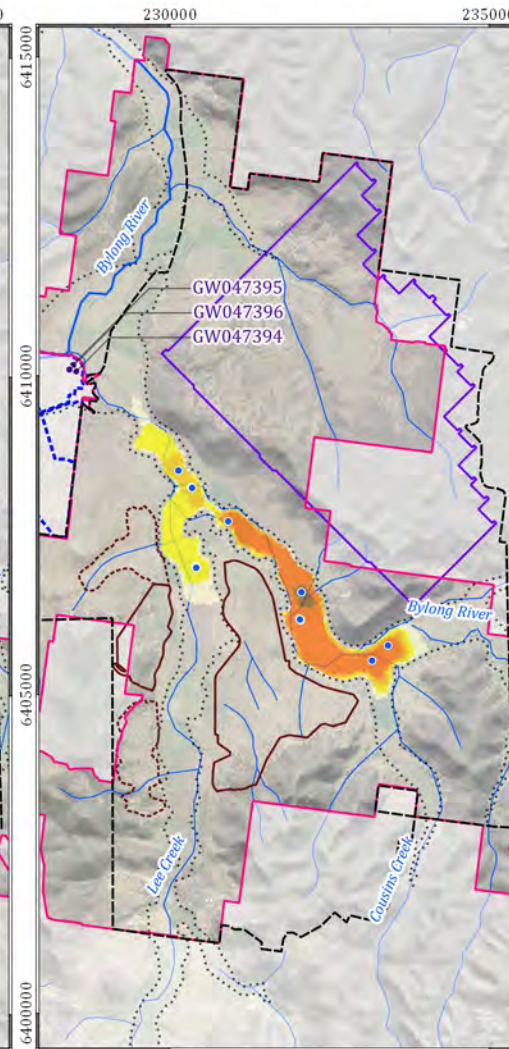 230000
235000
6415000
Bylong River
GW047395
GW047396
GW047394
6410000
Bylong River
6405000
Lee Creek
Cousins Creek
6400000